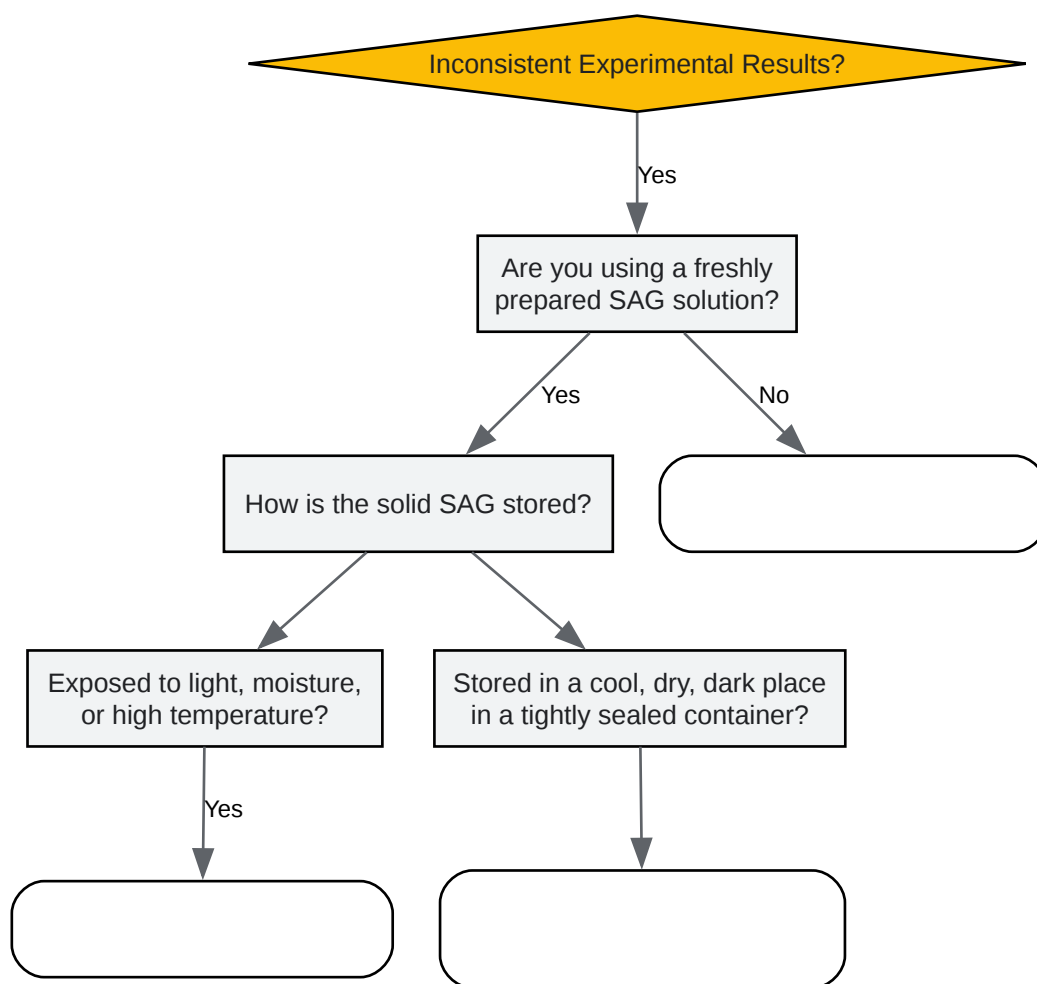 Inconsistent Experimental Results?
Yes
Are you using a freshly
prepared SAG solution?
Yes
No
How is the solid SAG stored?
Exposed to light, moisture,
or high temperature?
Stored in a cool, dry, dark place
in a tightly sealed container?
Yes